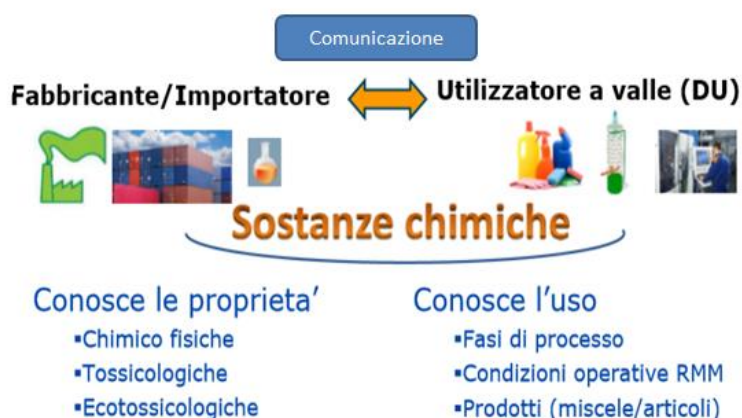 Comunicazione
Fabbricante/Importatore
Utilizzatore a valle (DU)
Sostanze chimiche
Conosce le proprieta’
▪Chimico fisiche
▪Tossicologiche
▪Ecotossicologiche
Conosce l’uso
▪Fasi di processo
▪Condizioni operative RMM
▪Prodotti (miscele/articoli)